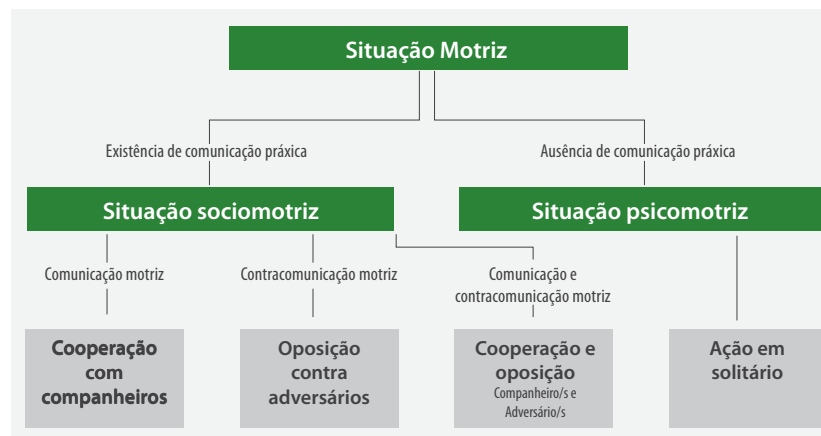 Situação Motriz
Existência de comunicação práxica
Ausência de comunicação práxica
Situação sociomotriz
Situação psicomotriz
Comunicação motriz
Contracomunicação motriz
Comunicação e
contracomunicação motriz
Cooperação
com
companheiros
Oposição
contra
adversários
Cooperação e
oposição
Companheiro/s e
Adversário/s
Ação em
solitário